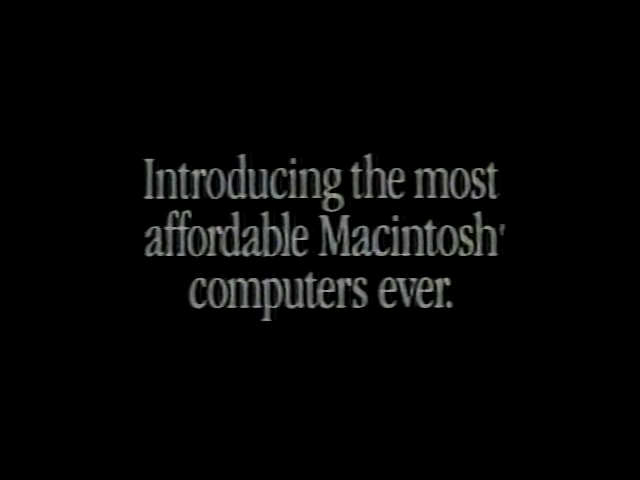 Introducing the most
affordable Macintosh®
computers ever.